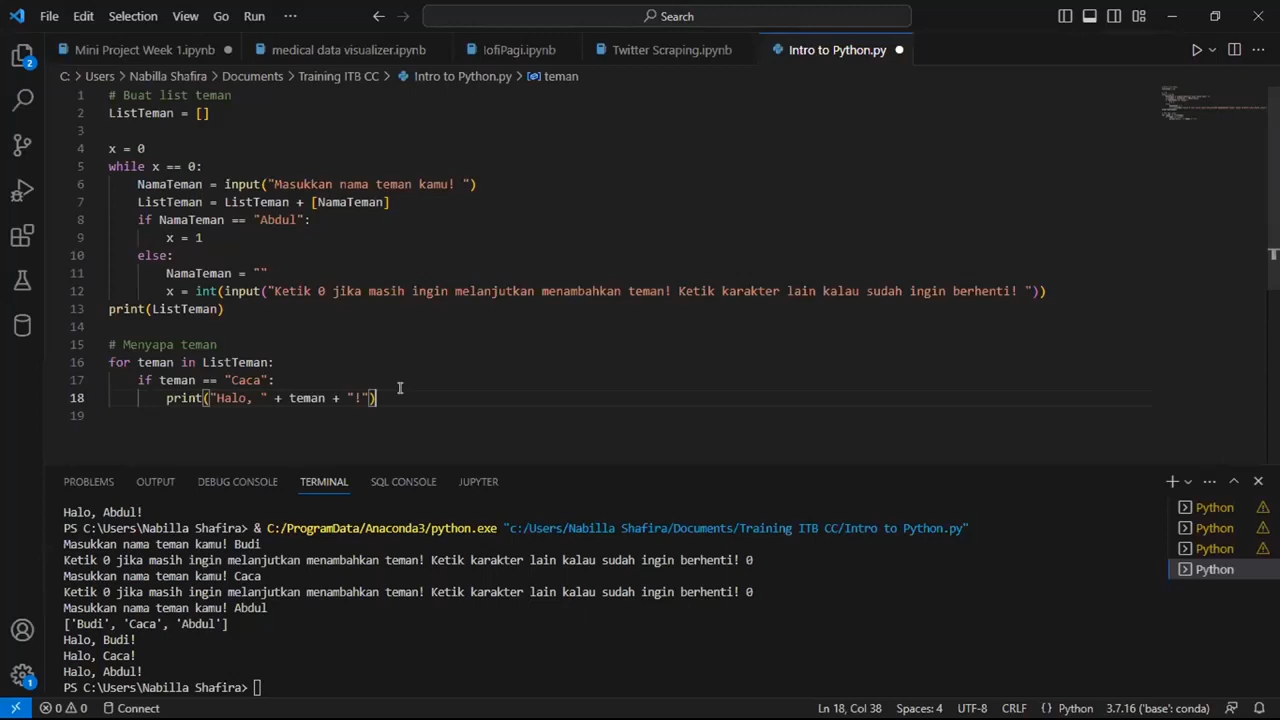 File Edit Selection View Go Run ··· Search
Mini Project Week 1.ipynb medical data visualizer.ipynb lofiPagi.ipynb Twitter Scraping.ipynb Intro to Python.py
C: > Users > Nabilla Shafira > Documents > Training ITB CC > Intro to Python.py > teman
1 # Buat list teman
2 ListTeman = []
3
4 x = 0
5 while x == 0:
6 NamaTeman = input("Masukkan nama teman kamu! ")
7 ListTeman = ListTeman + [NamaTeman]
8 if NamaTeman == "Abdul":
9 x = 1
10 else:
11 NamaTeman = ""
12 x = int(input("Ketik 0 jika masih ingin melanjutkan menambahkan teman! Ketik karakter lain kalau sudah ingin berhenti! "))
13 print(ListTeman)
14
15 # Menyapa teman
16 for teman in ListTeman:
17 if teman == "Caca":
18 print("Halo, " + teman + "!")
19
PROBLEMS OUTPUT DEBUG CONSOLE TERMINAL SQL CONSOLE JUPYTER
Halo, Abdul!
PS C:\Users\Nabilla Shafira> & C:/ProgramData/Anaconda3/python.exe "c:/Users/Nabilla Shafira/Documents/Training ITB CC/Intro to Python.py"
Masukkan nama teman kamu! Budi
Ketik 0 jika masih ingin melanjutkan menambahkan teman! Ketik karakter lain kalau sudah ingin berhenti! 0
Masukkan nama teman kamu! Caca
Ketik 0 jika masih ingin melanjutkan menambahkan teman! Ketik karakter lain kalau sudah ingin berhenti! 0
Masukkan nama teman kamu! Abdul
['Budi', 'Caca', 'Abdul']
Halo, Budi!
Halo, Caca!
Halo, Abdul!
PS C:\Users\Nabilla Shafira>
Python
Python
Python
Python
2
1
0 0 Connect Ln 18, Col 38 Spaces: 4 UTF-8 CRLF Python 3.7.16 ('base': conda)